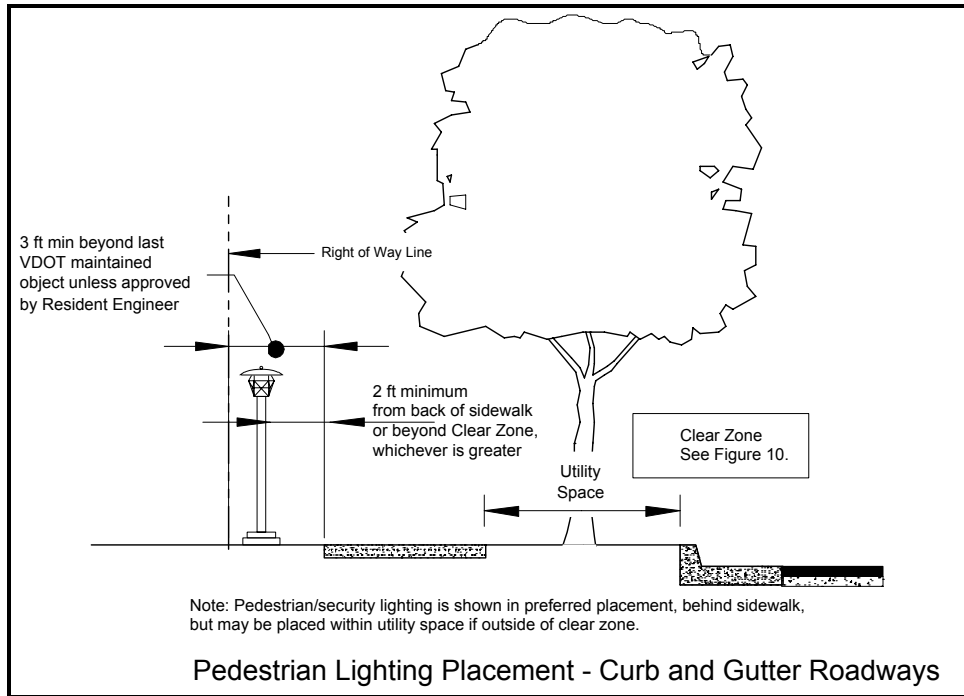 3 ft min beyond last
VDOT maintained
object unless approved
by Resident Engineer
Right of Way Line
2 ft minimum
from back of sidewalk
or beyond Clear Zone,
whichever is greater
Clear Zone
See Figure 10.
Utility
Space
Note: Pedestrian/security lighting is shown in preferred placement, behind sidewalk,
but may be placed within utility space if outside of clear zone.
Pedestrian Lighting Placement - Curb and Gutter Roadways